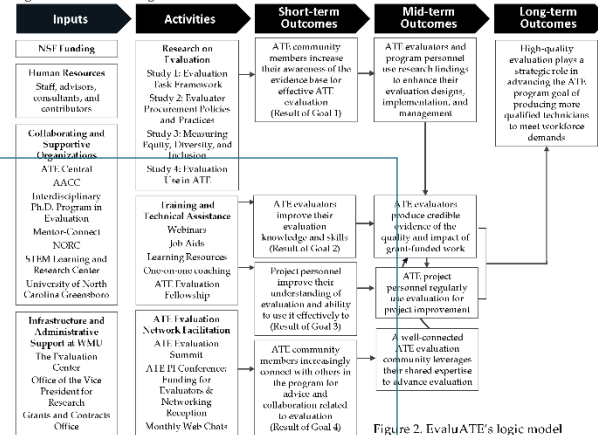 Inputs
Activities
Short-term
Outcomes
Mid-term
Outcomes
Long-term
Outcomes
NSF Funding
Human Resources
Staff, advisors,
consultants, and
contributors
Collaborating and
Supportive
Organizations
ATE Central
AACC
Interdisciplinary
Ph.D. Program in
Evaluation
Mentor-Connect
NORC
STEM Learning and
Research Center
University of North
Carolina Greensboro
Infrastructure and
Administrative
Support at WMU
The Evaluation
Center
Office of the Vice
President for
Research
Grants and Contracts
Office
Research on
Evaluation
Study 1: Evaluation
Task Framework
Study 2: Evaluator
Procurement Policies
and Practices
Study 3: Measuring
Equity, Diversity, and
Inclusion
Study 4: Evaluation
Use in ATE
Training and
Technical Assistance
Webinars
Job Aids
Learning Resources
One-on-one coaching
ATE Evaluation
Fellowship
ATE Evaluation
Network Facilitation
ATE Evaluation
Summit
ATE PI Conference:
Funding for
Evaluators &
Networking
Reception
Monthly Web Chats
ATE community
members increase
their awareness of the
evidence base for
effective ATE
evaluation
(Result of Goal 1)
ATE evaluators
improve their
evaluation
knowledge and skills
(Result of Goal 2)
Project personnel
improve their
understanding of
evaluation and ability
to use it effectively to
(Result of Goal 3)
ATE community
members increasingly
connect with others in
the program for
advice and
collaboration related
to evaluation
(Result of Goal 4)
ATE evaluators and
program personnel
use research findings
to enhance their
evaluation designs,
implementation, and
management
ATE evaluators
produce credible
evidence of the
quality and impact of
grant-funded work
ATE project
personnel regularly
use evaluation for
project improvement
A well-connected
ATE evaluation
community leverages
their shared expertise
to advance evaluation
High-quality
evaluation plays a
strategic role in
advancing the ATE
program goal of
producing more
qualified technicians
to meet workforce
demands
Figure 2. EvaluATE's logic model